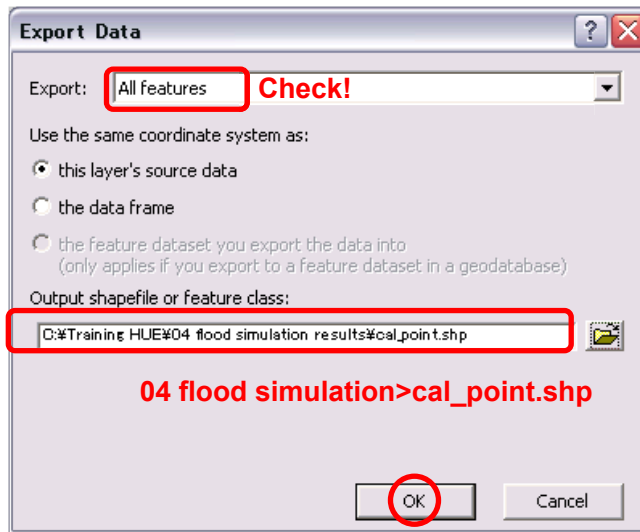 Export Data
Export: All features Check!
Use the same coordinate system as:
this layer's source data
the data frame
the feature dataset you export the data into
(only applies if you export to a feature dataset in a geodatabase)
Output shapefile or feature class:
C:¥Training HUE¥04 flood simulation results¥cal_point.shp
04 flood simulation>cal_point.shp
OK Cancel